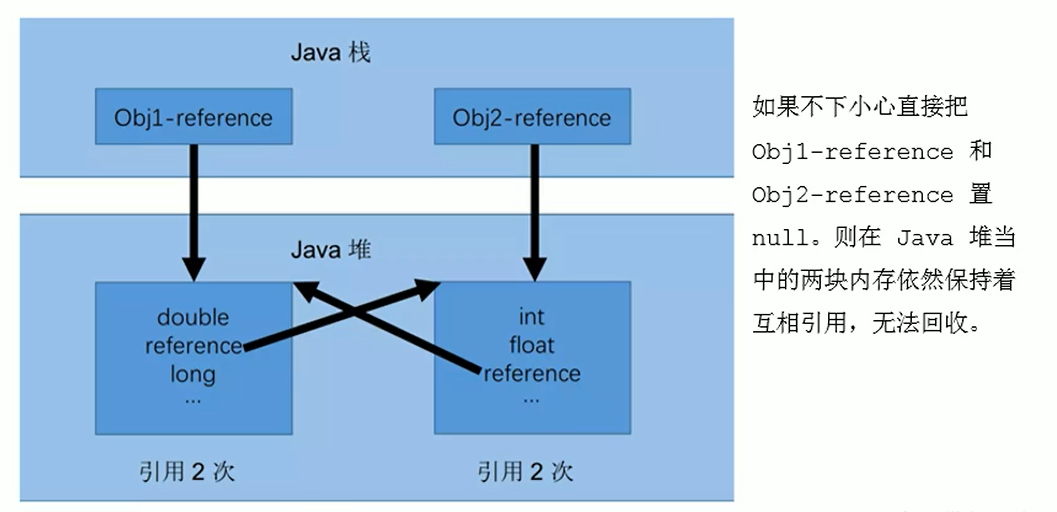 Java 栈
Obj1-reference
Obj2-reference
Java 堆
double
reference
long
...
int
float
reference
...
引用 2 次
引用 2 次
如果不下小心直接把
Obj1-reference 和
Obj2-reference 置
null。则在 Java 堆当
中的两块内存依然保持着
互相引用，无法回收。